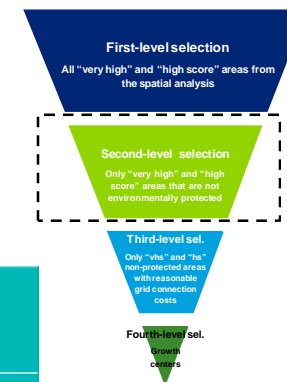 First-level selection
All “very high” and “high score” areas from
the spatial analysis
Second-level selection
Only “very high” and “high
score” areas that are not
environmentally protected
Third-level sel.
Only “vhs” and “hs”
non-protected areas
with reasonable
grid connection
costs
Fourth-level sel.
Growth
centers